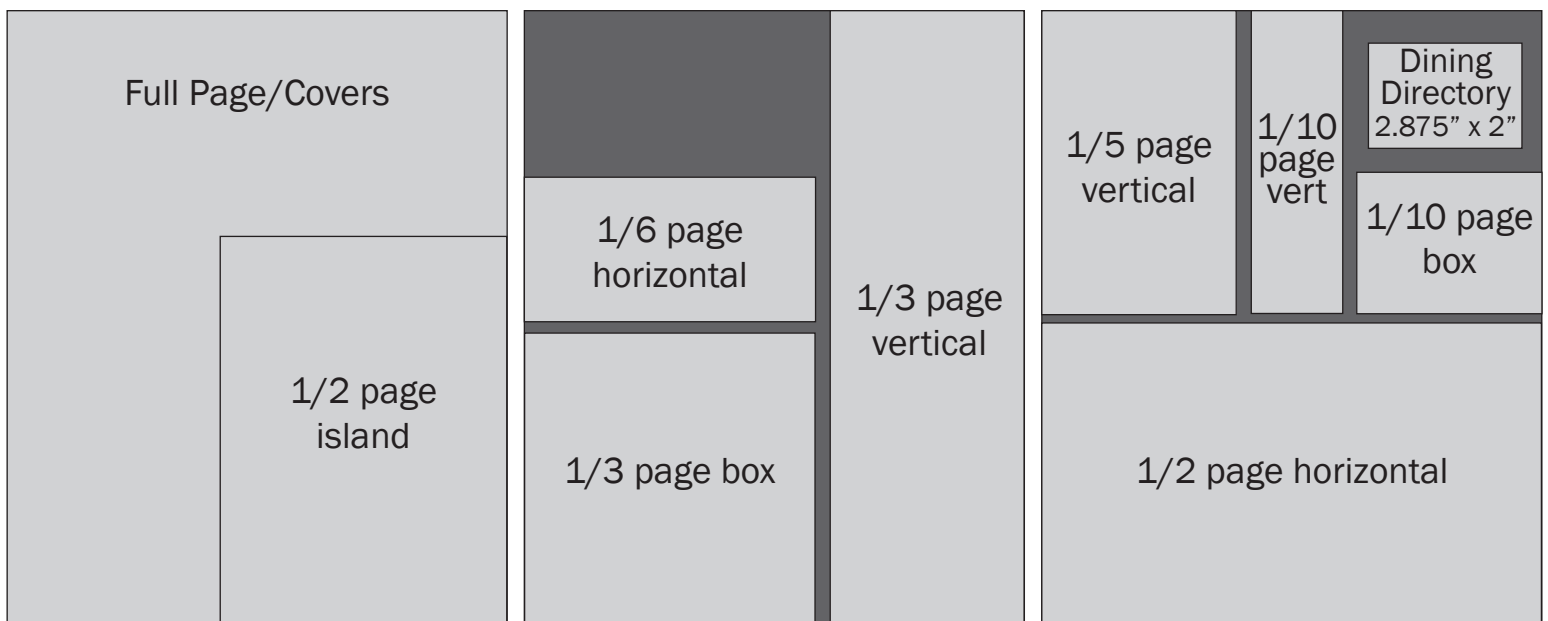 Full Page/Covers
1/2 page
island
1/6 page
horizontal
1/3 page box
1/3 page
vertical
1/5 page
vertical
1/10
page
vert
Dining
Directory
2.875” x 2”
1/10 page
box
1/2 page horizontal